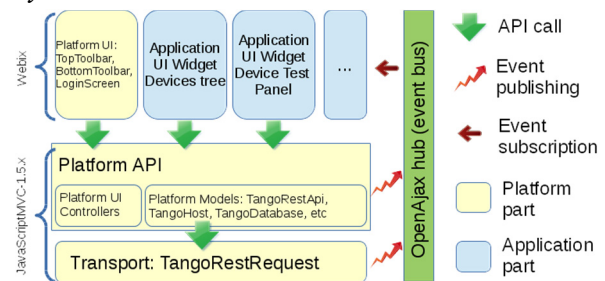 Webix
Platform UI:
TopToolbar,
BottomToolbar,
LoginScreen
Application
UI Widget
Devices tree
Application
UI Widget
Device Test
Panel
...
JavaScriptMVC-1.5.x
Platform API
Platform UI
Controllers
Platform Models: TangoRestApi,
TangoHost, TangoDatabase, etc
Transport: TangoRestRequest
OpenAjax hub (event bus)
API call
Event
publishing
Event
subscription
Platform
part
Application
part